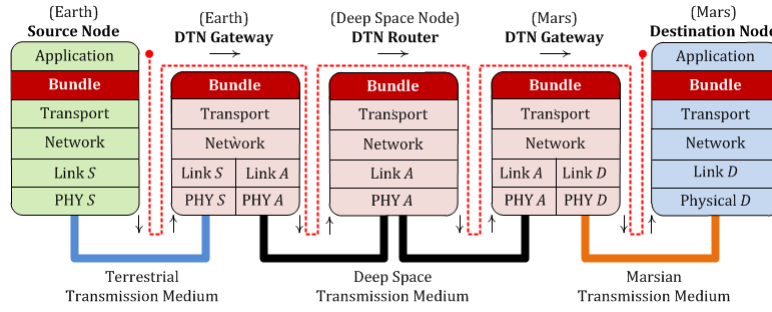 (Earth)
Source Node
Application
Bundle
Transport
Network
Link S
PHY S
(Earth)
DTN Gateway
Bundle
Transport
Network
Link S Link A
PHY S PHY A
(Deep Space Node)
DTN Router
Bundle
Transport
Network
Link A
PHY A
(Mars)
DTN Gateway
Bundle
Transport
Network
Link A Link D
PHY A PHY D
(Mars)
Destination Node
Application
Bundle
Transport
Network
Link D
Physical D
Terrestrial
Transmission Medium
Deep Space
Transmission Medium
Marsian
Transmission Medium